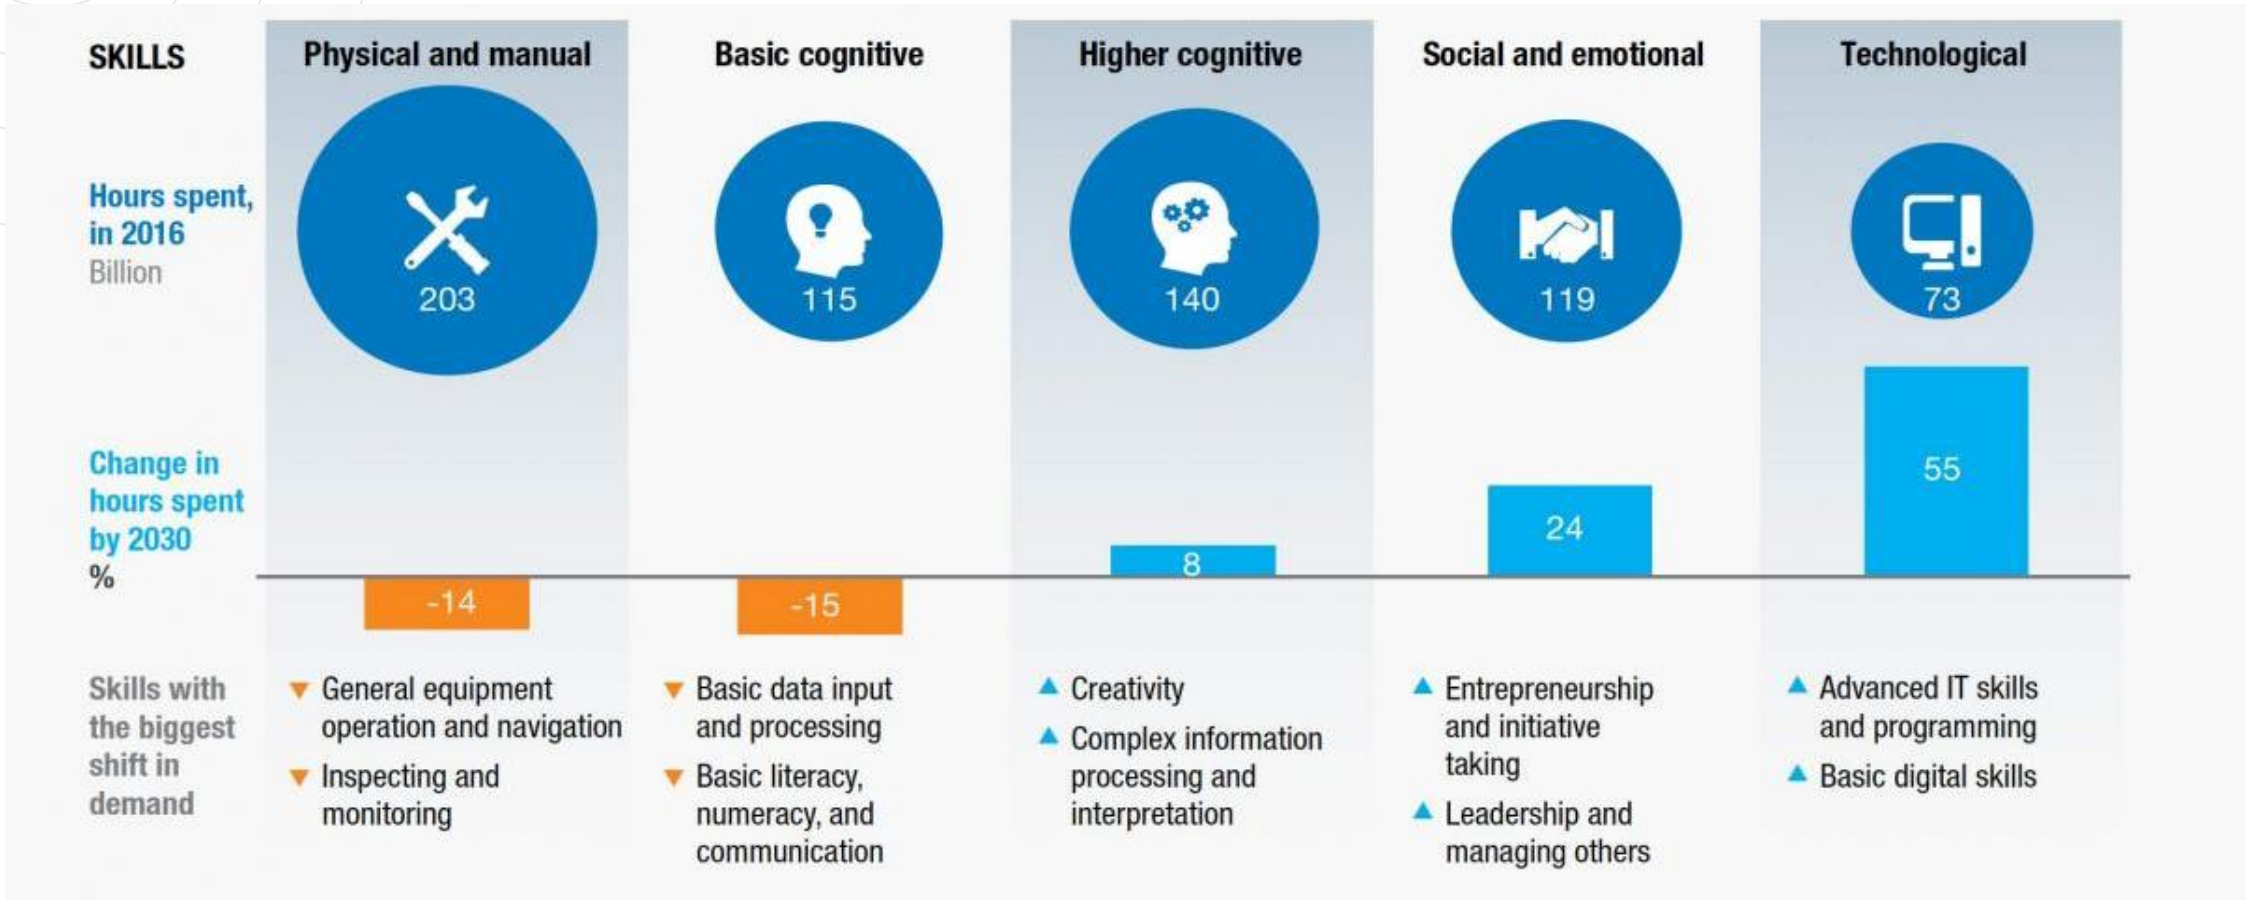 SKILLS
Physical and manual
Basic cognitive
Higher cognitive
Social and emotional
Technological
Hours spent,
in 2016
Billion
203
115
140
119
73
Change in
hours spent
by 2030
%
-14
-15
8
24
55
Skills with
the biggest
shift in
demand
General equipment
operation and navigation
Inspecting and
monitoring
Basic data input
and processing
Basic literacy,
numeracy, and
communication
Creativity
Complex information
processing and
interpretation
Entrepreneurship
and initiative
taking
Leadership and
managing others
Advanced IT skills
and programming
Basic digital skills